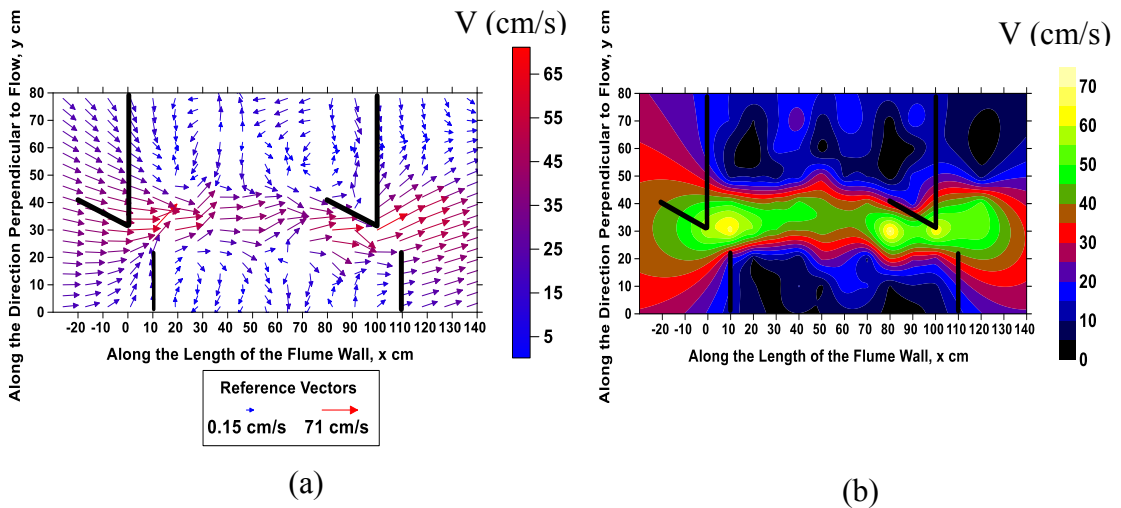 V (cm/s)
Along the Direction Perpendicular to Flow, y cm
80
70
60
50
40
30
20
10
0
-20 -10 0 10 20 30 40 50 60 70 80 90 100 110 120 130 140
Along the Length of the Flume Wall, x cm
65
55
45
35
25
15
5
Reference Vectors
0.15 cm/s 71 cm/s
(a)
V (cm/s)
Along the Direction Perpendicular to Flow, y cm
80
70
60
50
40
30
20
10
0
-20 -10 0 10 20 30 40 50 60 70 80 90 100 110 120 130 140
Along the Length of the Flume Wall, x cm
70
60
50
40
30
20
10
0
(b)